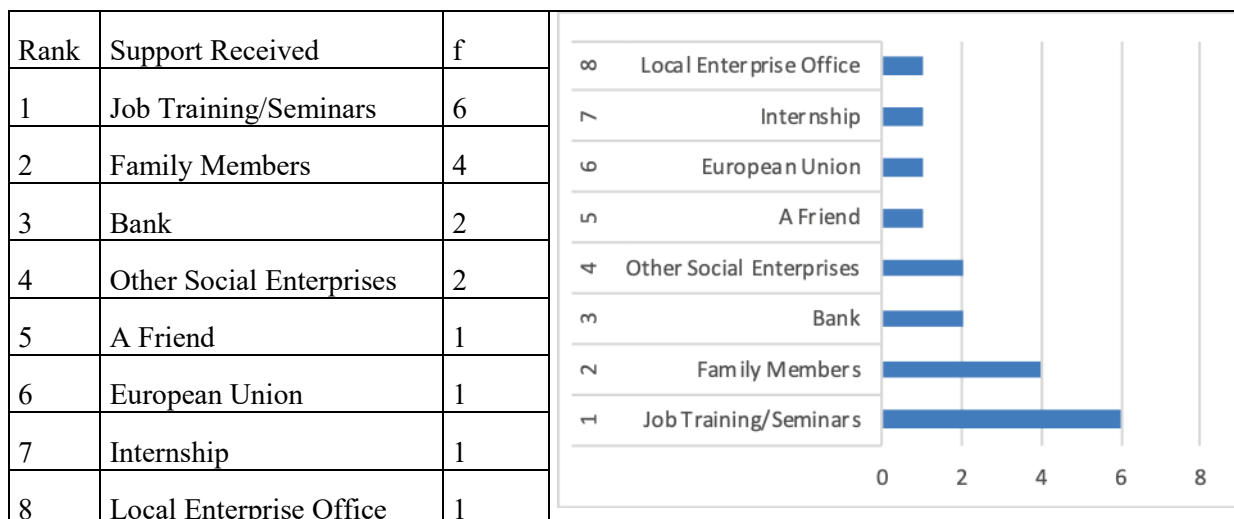 Rank Support Received f
1 Job Training/Seminars 6
2 Family Members 4
3 Bank 2
4 Other Social Enterprises 2
5 A Friend 1
6 European Union 1
7 Internship 1
8 Local Enterprise Office 1
8 Local Enterprise Office
7 Internship
6 European Union
5 A Friend
4 Other Social Enterprises
3 Bank
2 Family Members
1 Job Training/Seminars
0 2 4 6 8